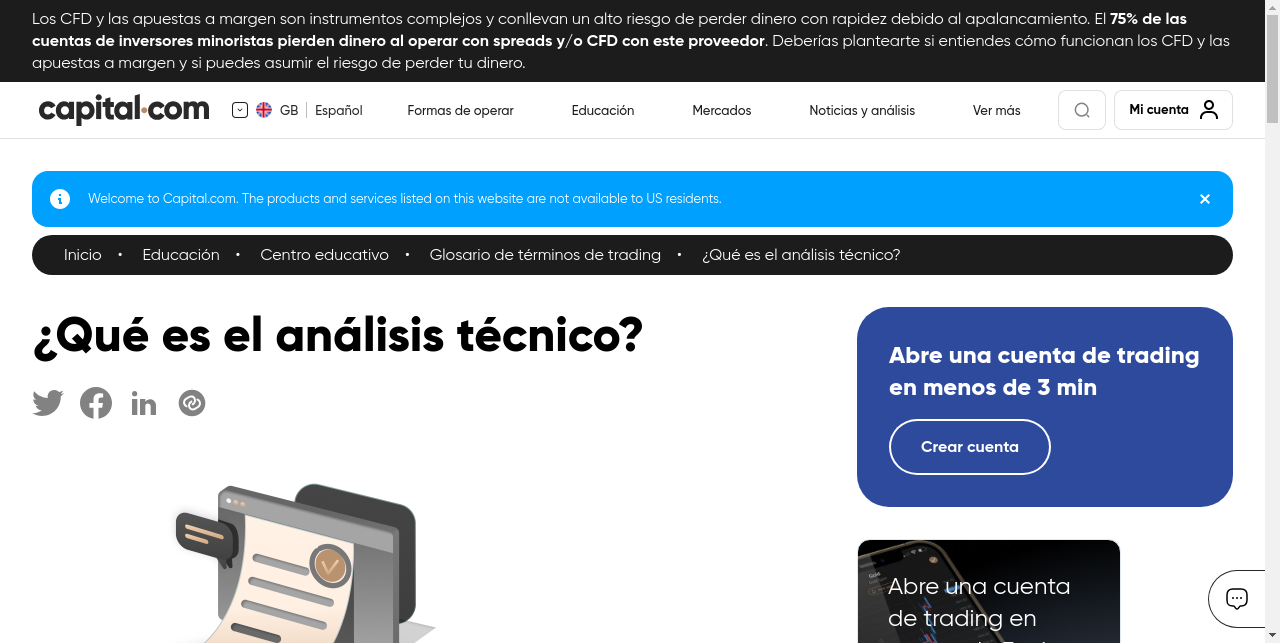 Los CFD y las apuestas a margen son instrumentos complejos y conllevan un alto riesgo de perder dinero con rapidez debido al apalancamiento. El 75% de las
cuentas de inversores minoristas pierden dinero al operar con spreads y/o CFD con este proveedor. Deberías plantearte si entiendes cómo funcionan los CFD y las
apuestas a margen y si puedes asumir el riesgo de perder tu dinero.
capital.com GB Español Formas de operar Educación Mercados Noticias y análisis Ver más Mi cuenta
Welcome to Capital.com. The products and services listed on this website are not available to US residents.
Inicio • Educación • Centro educativo • Glosario de términos de trading • ¿Qué es el análisis técnico?
¿Qué es el análisis técnico?
Abre una cuenta de trading
en menos de 3 min
Crear cuenta
Abre una cuenta
de trading en